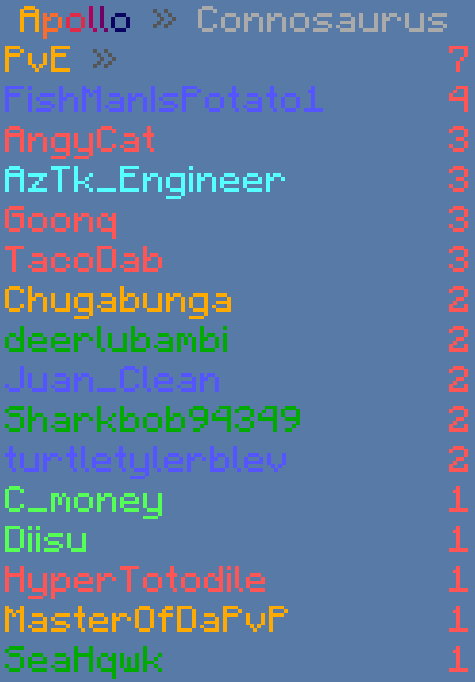 Apollo » Connosaurus
PvE » 7
FishManIsPotato1 4
AngyCat 3
AzTk_Engineer 3
Goonq 3
TacoDab 3
Chugabunga 2
deerlubambi 2
Juan_Clean 2
Sharkbob94349 2
turtletylerblev 2
C_money 1
Diisu 1
HyperTotodile 1
MasterOfDaPvP 1
SeaHqwk 1